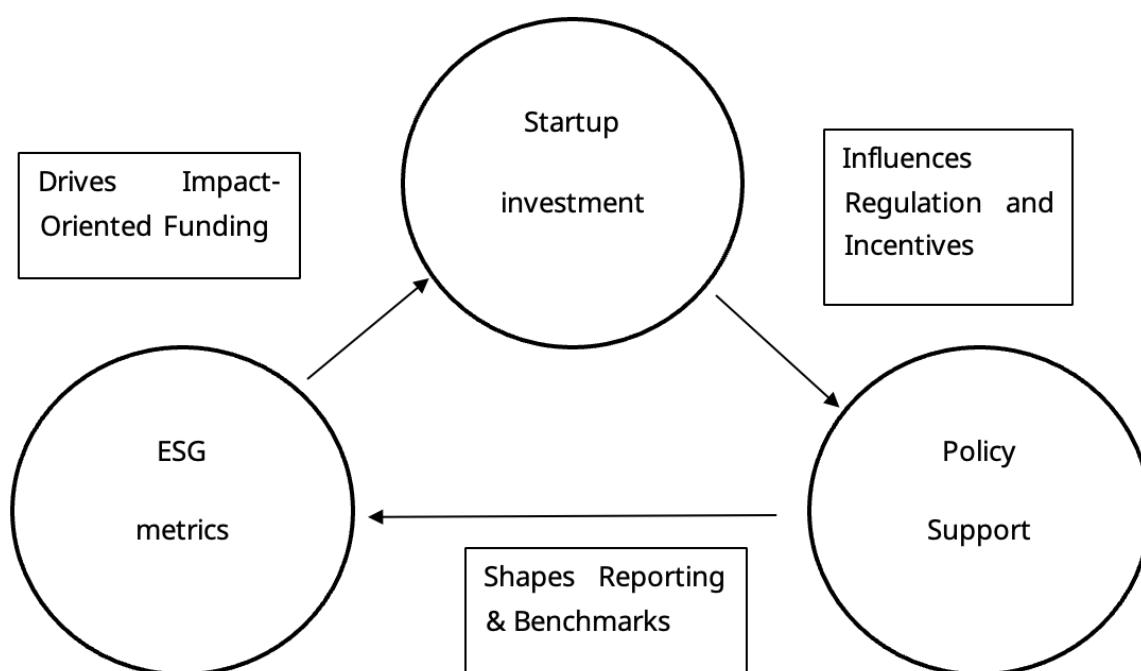 Startup
investment
Drives Impact-
Oriented Funding
Influences
Regulation and
Incentives
ESG
metrics
Policy
Support
Shapes Reporting
& Benchmarks